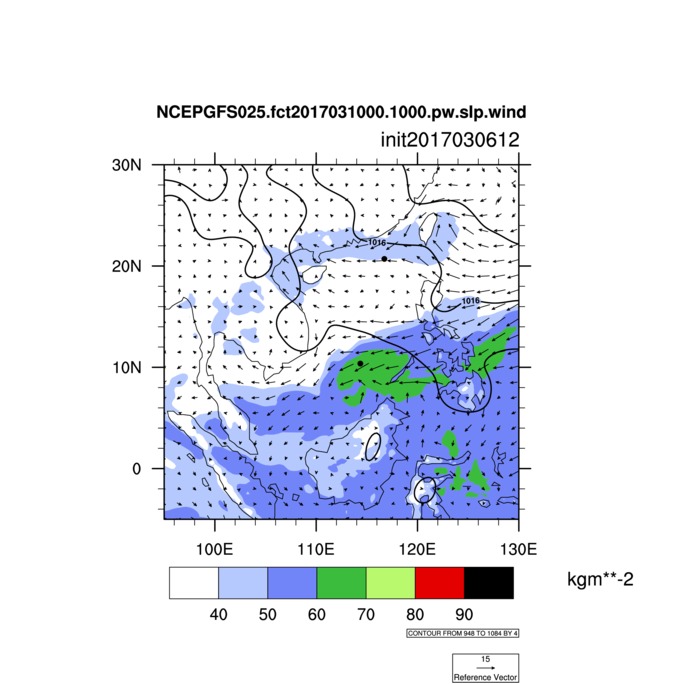 NCEPGFS025.fct2017031000.1000.pw.slp.wind
init2017030612
30N
1016
20N
1016
10N
0
100E 110E 120E 130E
kgm**-2
40 50 60 70 80 90
CONTOUR FROM 948 TO 1084 BY 4
15
Reference Vector